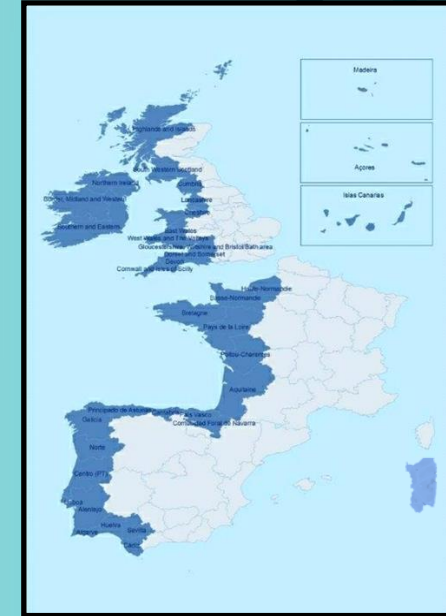 Madeira
Açores
Islas Canarias
Highlands and Islands
South Western Scotland
Northern Ireland
Cumbria
Border, Midland and Western
Lancashire
Cheshire
Southern and Eastern
East Wales
West Wales and The Valleys
Gloucestershire, Wiltshire and Bristol/Bath area
Dorset and Somerset
Devon
Cornwall and Isles of Scilly
Haute-Normandie
Basse-Normandie
Bretagne
Pays de la Loire
Poitou-Charentes
Aquitaine
Principado de Asturias
Cantabria
País Vasco
Comunidad Foral de Navarra
Galicia
Norte
Centro (PT)
Lisboa
Alentejo
Huelva
Sevilla
Algarve
Cádiz